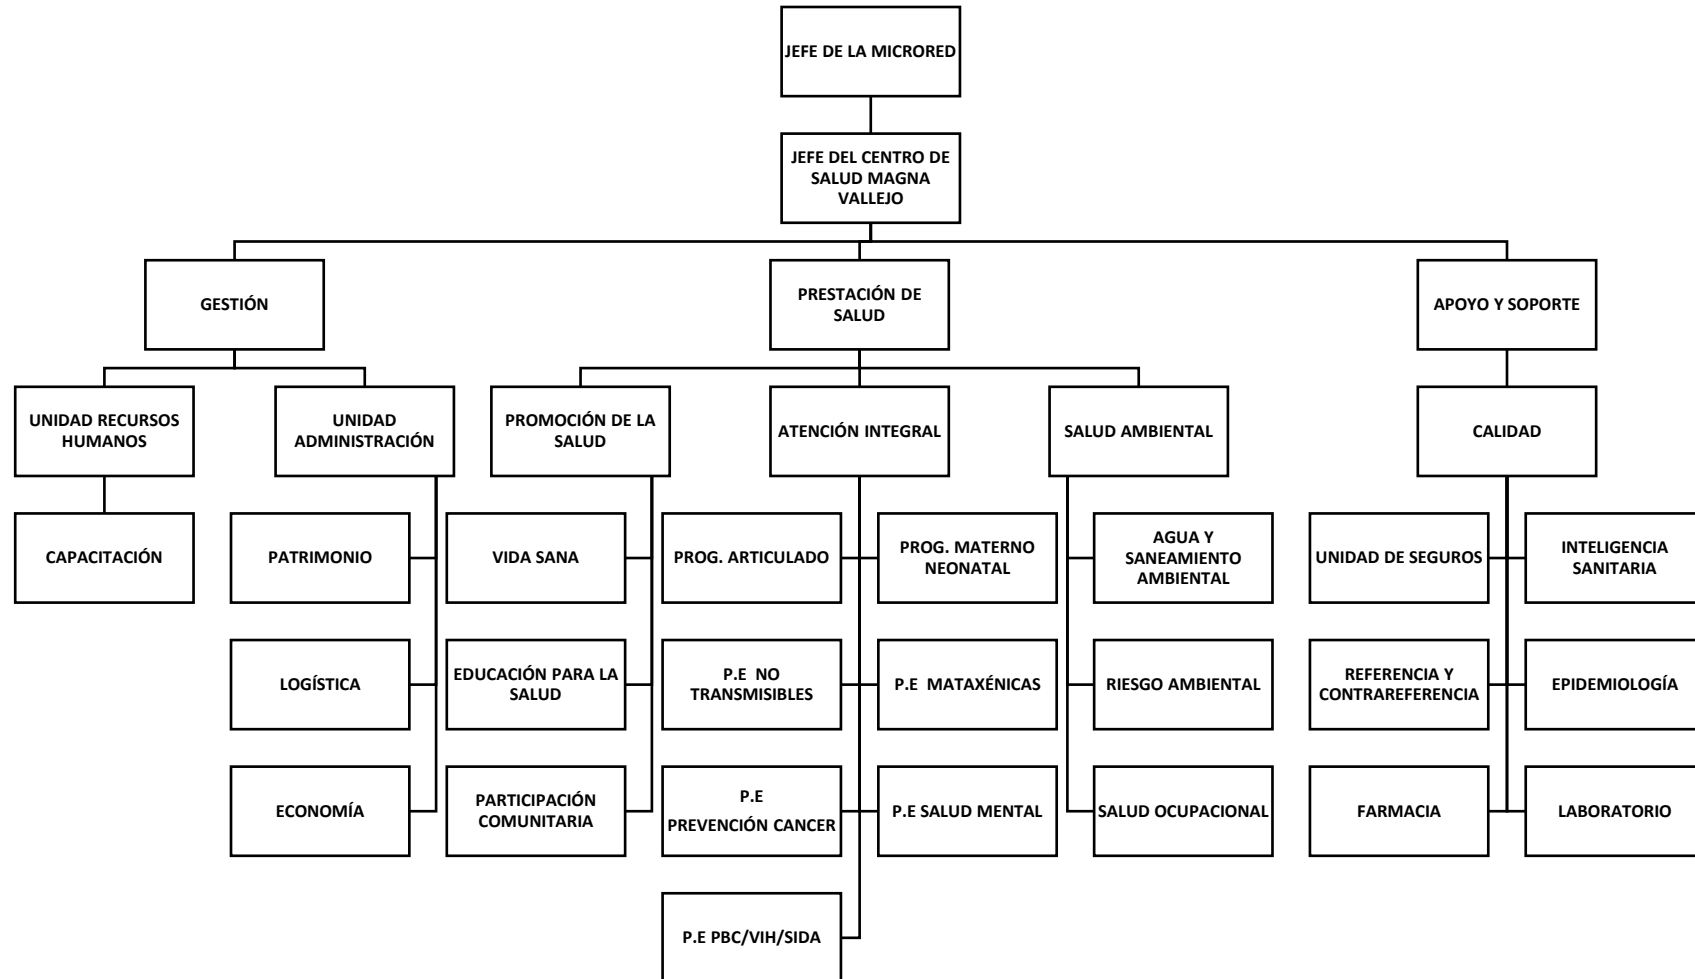 JEFE DE LA MICRORED
JEFE DEL CENTRO DE
SALUD MAGNA
VALLEJO
GESTIÓN
PRESTACIÓN DE
SALUD
APOYO Y SOPORTE
UNIDAD RECURSOS
HUMANOS
UNIDAD
ADMINISTRACIÓN
PROMOCIÓN DE LA
SALUD
ATENCIÓN INTEGRAL
SALUD AMBIENTAL
CALIDAD
CAPACITACIÓN
PATRIMONIO
VIDA SANA
PROG. ARTICULADO
PROG. MATERNO
NEONATAL
AGUA Y
SANEAMIENTO
AMBIENTAL
UNIDAD DE SEGUROS
INTELIGENCIA
SANITARIA
LOGÍSTICA
EDUCACIÓN PARA LA
SALUD
P.E NO
TRANSMISIBLES
P.E MATAXÉNICAS
RIESGO AMBIENTAL
REFERENCIA Y
CONTRAREFERENCIA
EPIDEMIOLOGÍA
ECONOMÍA
PARTICIPACIÓN
COMUNITARIA
P.E
PREVENCIÓN CANCER
P.E SALUD MENTAL
SALUD OCUPACIONAL
FARMACIA
LABORATORIO
P.E PBC/VIH/SIDA